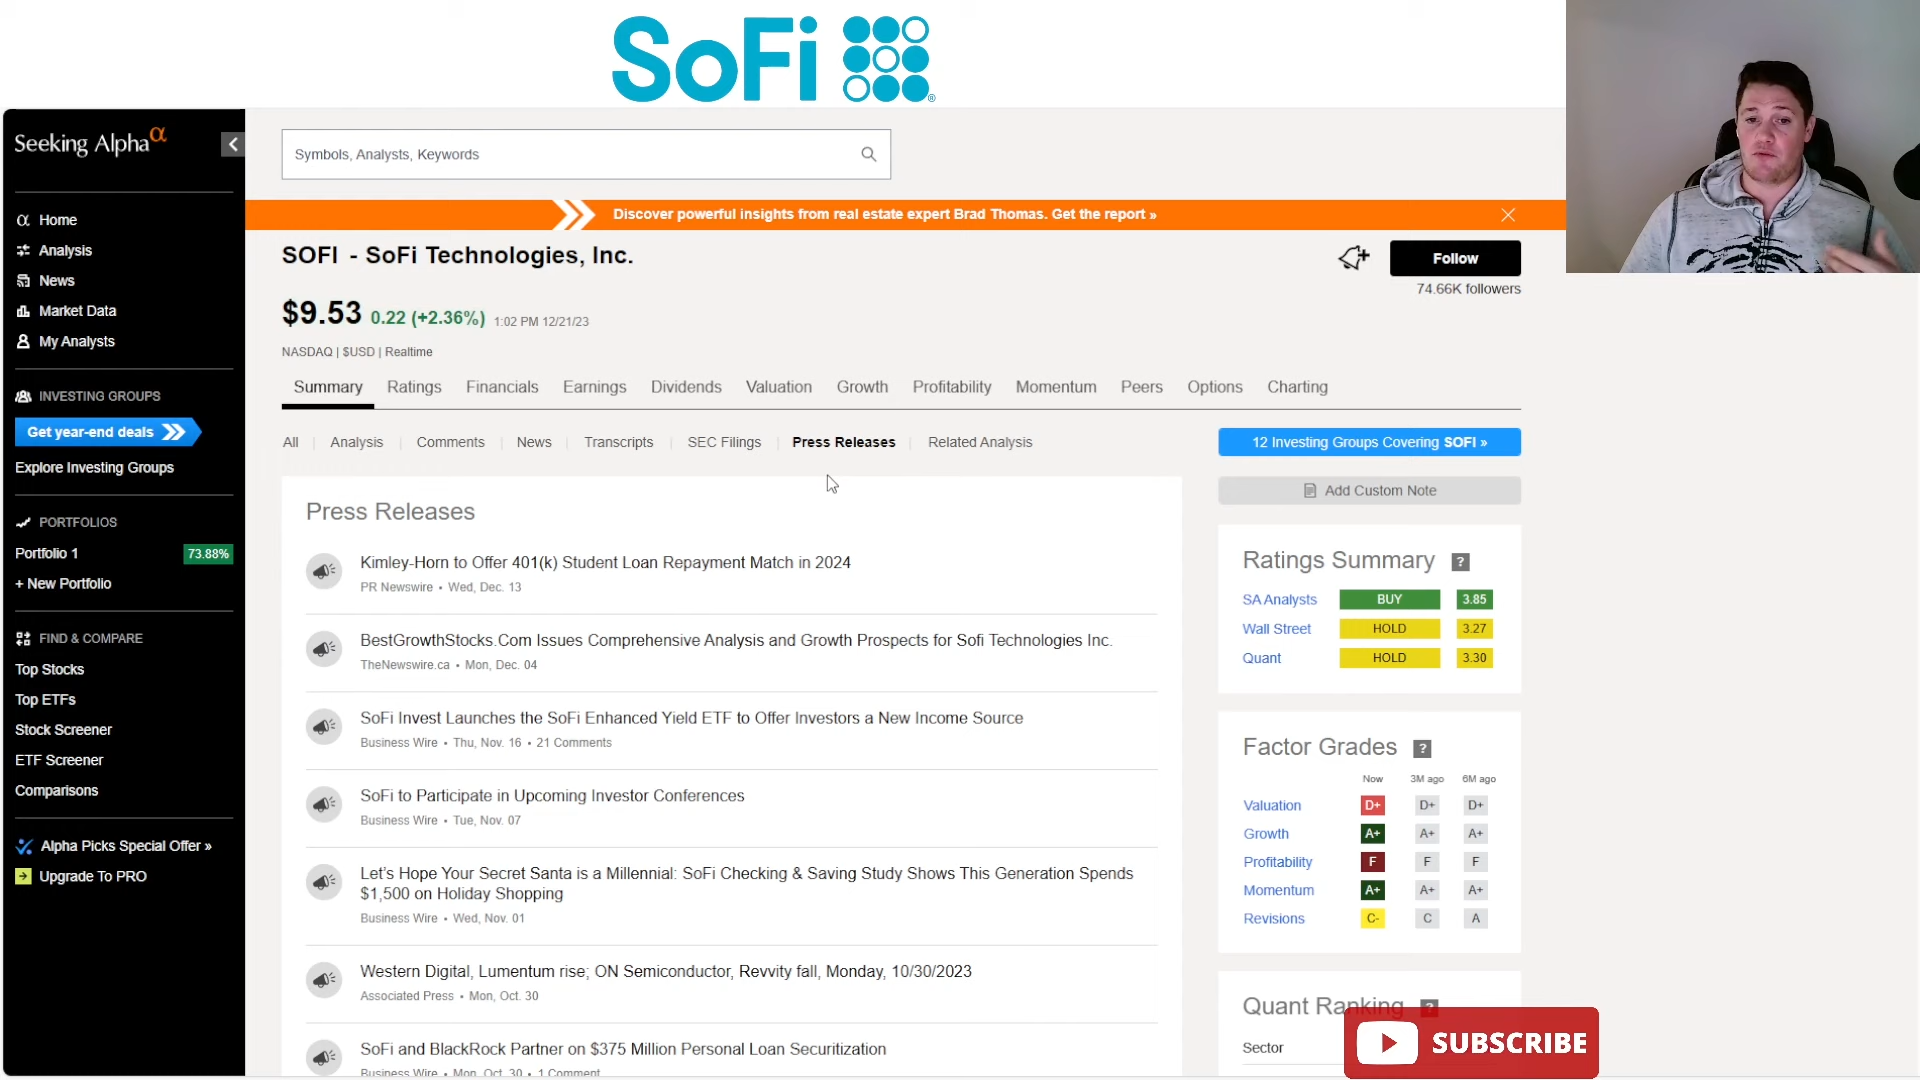 SoFi
Seeking Alpha α
Symbols, Analysts, Keywords
Discover powerful insights from real estate expert Brad Thomas. Get the report »
Home
Analysis
News
Market Data
My Analysts
INVESTING GROUPS
Get year-end deals
Explore Investing Groups
PORTFOLIOS
Portfolio 1 73.88%
+ New Portfolio
FIND & COMPARE
Top Stocks
Top ETFs
Stock Screener
ETF Screener
Comparisons
Alpha Picks Special Offer »
Upgrade To PRO
SOFI - SoFi Technologies, Inc.
$9.53 0.22 (+2.36%) 1:02 PM 12/21/23
NASDAQ | $USD | Realtime
Follow
74.66K followers
Summary Ratings Financials Earnings Dividends Valuation Growth Profitability Momentum Peers Options Charting
All | Analysis | Comments | News | Transcripts | SEC Filings | Press Releases | Related Analysis
Press Releases
Kimley-Horn to Offer 401(k) Student Loan Repayment Match in 2024
PR Newswire • Wed, Dec. 13
BestGrowthStocks.Com Issues Comprehensive Analysis and Growth Prospects for Sofi Technologies Inc.
TheNewswire.ca • Mon, Dec. 04
SoFi Invest Launches the SoFi Enhanced Yield ETF to Offer Investors a New Income Source
Business Wire • Thu, Nov. 16 • 21 Comments
SoFi to Participate in Upcoming Investor Conferences
Business Wire • Tue, Nov. 07
Let's Hope Your Secret Santa is a Millennial: SoFi Checking & Saving Study Shows This Generation Spends
$1,500 on Holiday Shopping
Business Wire • Wed, Nov. 01
Western Digital, Lumentum rise; ON Semiconductor, Revvity fall, Monday, 10/30/2023
Associated Press • Mon, Oct. 30
SoFi and BlackRock Partner on $375 Million Personal Loan Securitization
Business Wire • Mon, Oct. 30 • 1 Comment
12 Investing Groups Covering SOFI »
Add Custom Note
Ratings Summary ?
SA Analysts BUY 3.85
Wall Street HOLD 3.27
Quant HOLD 3.30
Factor Grades ?
Now 3M ago 6M ago
Valuation D+ D+ D+
Growth A+ A+ A+
Profitability F F F
Momentum A+ A+ A+
Revisions C- C A
Quant Ranking ?
Sector
SUBSCRIBE